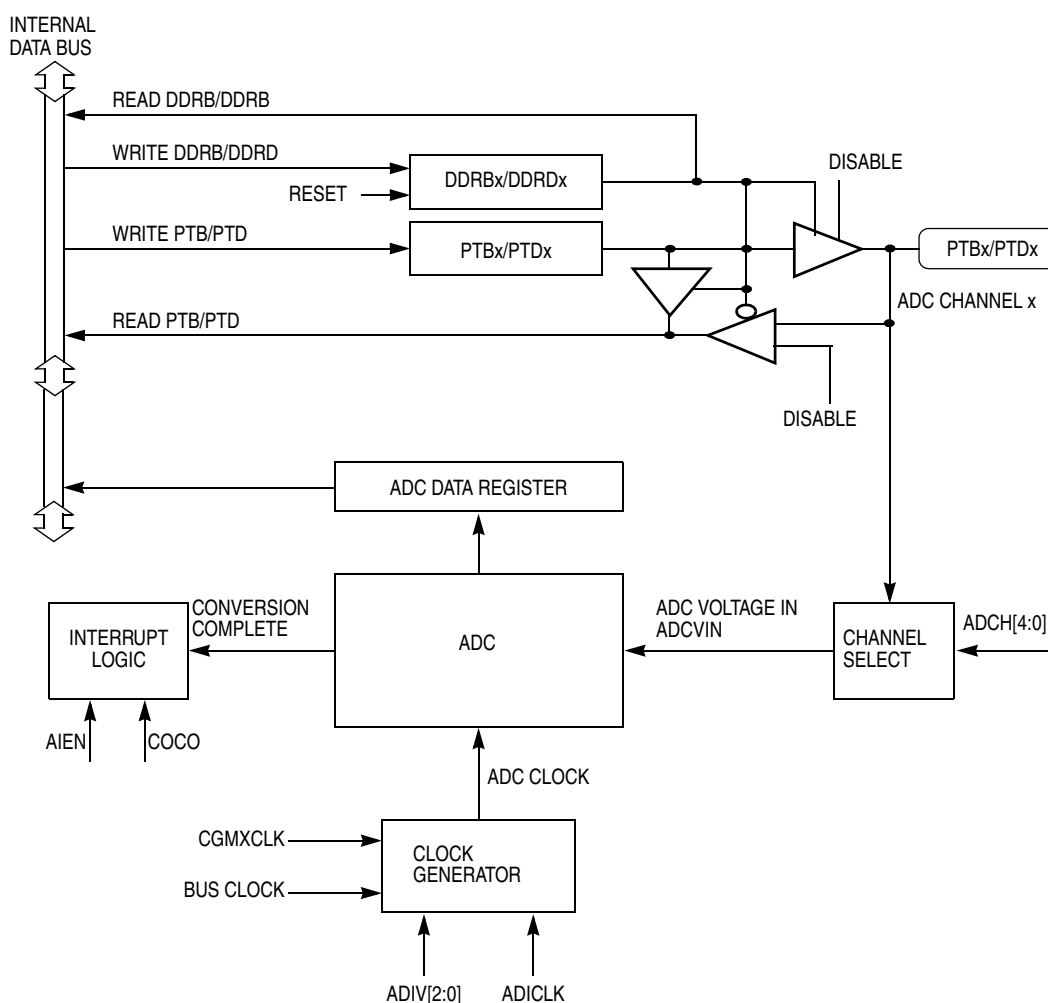 INTERNAL
DATA BUS
READ DDRB/DDRB
WRITE DDRB/DDRD
RESET
DDRBx/DDRDx
DISABLE
WRITE PTB/PTD
PTBx/PTDx
PTBx/PTDx
ADC CHANNEL x
READ PTB/PTD
DISABLE
ADC DATA REGISTER
INTERRUPT
LOGIC
CONVERSION
COMPLETE
ADC
ADC VOLTAGE IN
ADCVIN
CHANNEL
SELECT
ADCH[4:0]
AIEN
COCO
ADC CLOCK
CGMXCLK
BUS CLOCK
CLOCK
GENERATOR
ADIV[2:0]
ADICLK